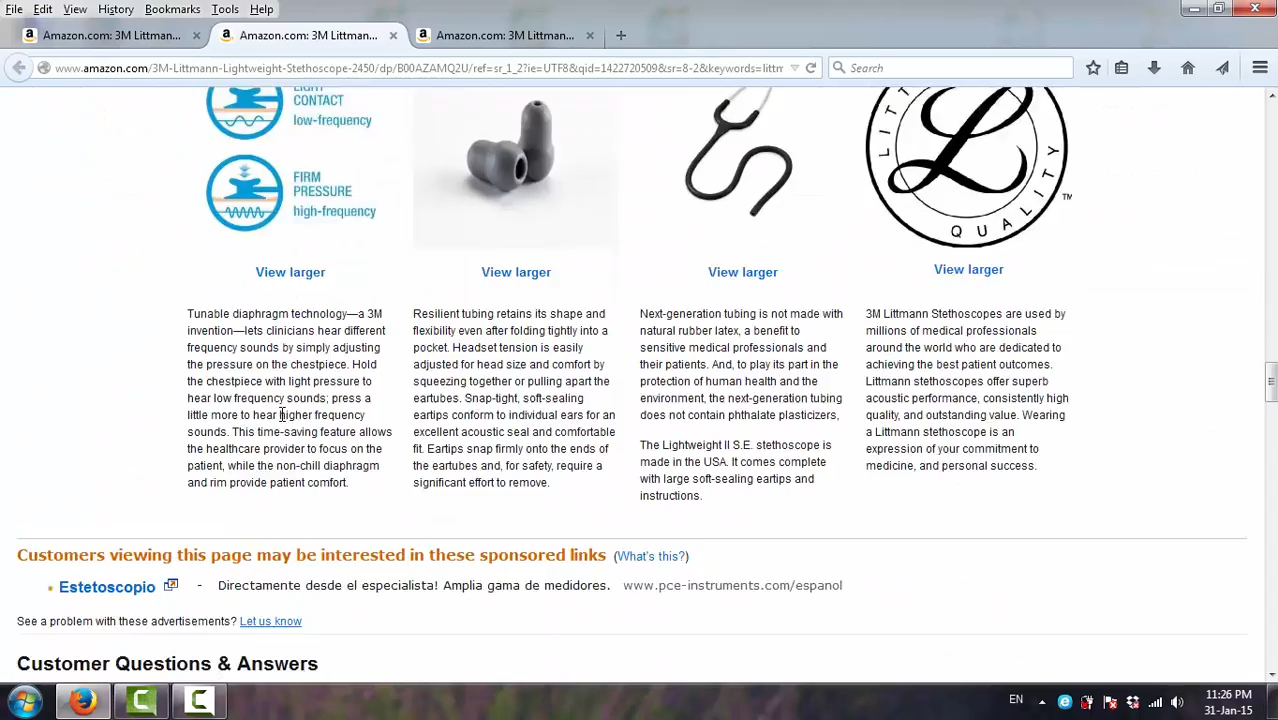 File Edit View History Bookmarks Tools Help
Amazon.com: 3M Littmann... Amazon.com: 3M Littmann... Amazon.com: 3M Littmann...
www.amazon.com/3M-Littmann-Lightweight-Stethoscope-2450/dp/B00AZAMQ2U/ref=sr_1_2?ie=UTF8&qid=1422720509&sr=8-2&keywords=littm
Search
LIGHT
CONTACT
low-frequency
FIRM
PRESSURE
high-frequency
LITT
L
NN
QUALITY
TM
View larger View larger View larger View larger
Tunable diaphragm technology—a 3M
invention—lets clinicians hear different
frequency sounds by simply adjusting
the pressure on the chestpiece. Hold
the chestpiece with light pressure to
hear low frequency sounds; press a
little more to hear higher frequency
sounds. This time-saving feature allows
the healthcare provider to focus on the
patient, while the non-chill diaphragm
and rim provide patient comfort.
Resilient tubing retains its shape and
flexibility even after folding tightly into a
pocket. Headset tension is easily
adjusted for head size and comfort by
squeezing together or pulling apart the
eartubes. Snap-tight, soft-sealing
eartips conform to individual ears for an
excellent acoustic seal and comfortable
fit. Eartips snap firmly onto the ends of
the eartubes and, for safety, require a
significant effort to remove.
Next-generation tubing is not made with
natural rubber latex, a benefit to
sensitive medical professionals and
their patients. And, to play its part in the
protection of human health and the
environment, the next-generation tubing
does not contain phthalate plasticizers,
The Lightweight II S.E. stethoscope is
made in the USA. It comes complete
with large soft-sealing eartips and
instructions.
3M Littmann Stethoscopes are used by
millions of medical professionals
around the world who are dedicated to
achieving the best patient outcomes.
Littmann stethoscopes offer superb
acoustic performance, consistently high
quality, and outstanding value. Wearing
a Littmann stethoscope is an
expression of your commitment to
medicine, and personal success.
Customers viewing this page may be interested in these sponsored links (What's this?)
Estetoscopio - Directamente desde el especialista! Amplia gama de medidores. www.pce-instruments.com/espanol
See a problem with these advertisements? Let us know
Customer Questions & Answers
EN
11:26 PM
31-Jan-15